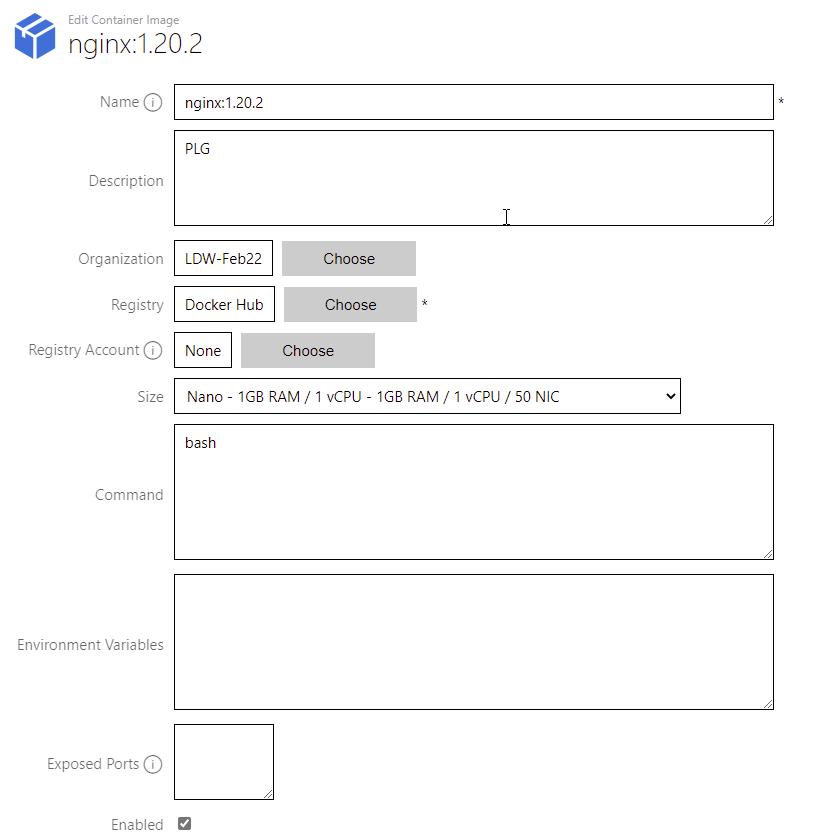 Edit Container Image
nginx:1.20.2
Name nginx:1.20.2 *
Description PLG
Organization LDW-Feb22 Choose
Registry Docker Hub Choose *
Registry Account None Choose
Size Nano - 1GB RAM / 1 vCPU - 1GB RAM / 1 vCPU / 50 NIC
Command bash
Environment Variables
Exposed Ports
Enabled